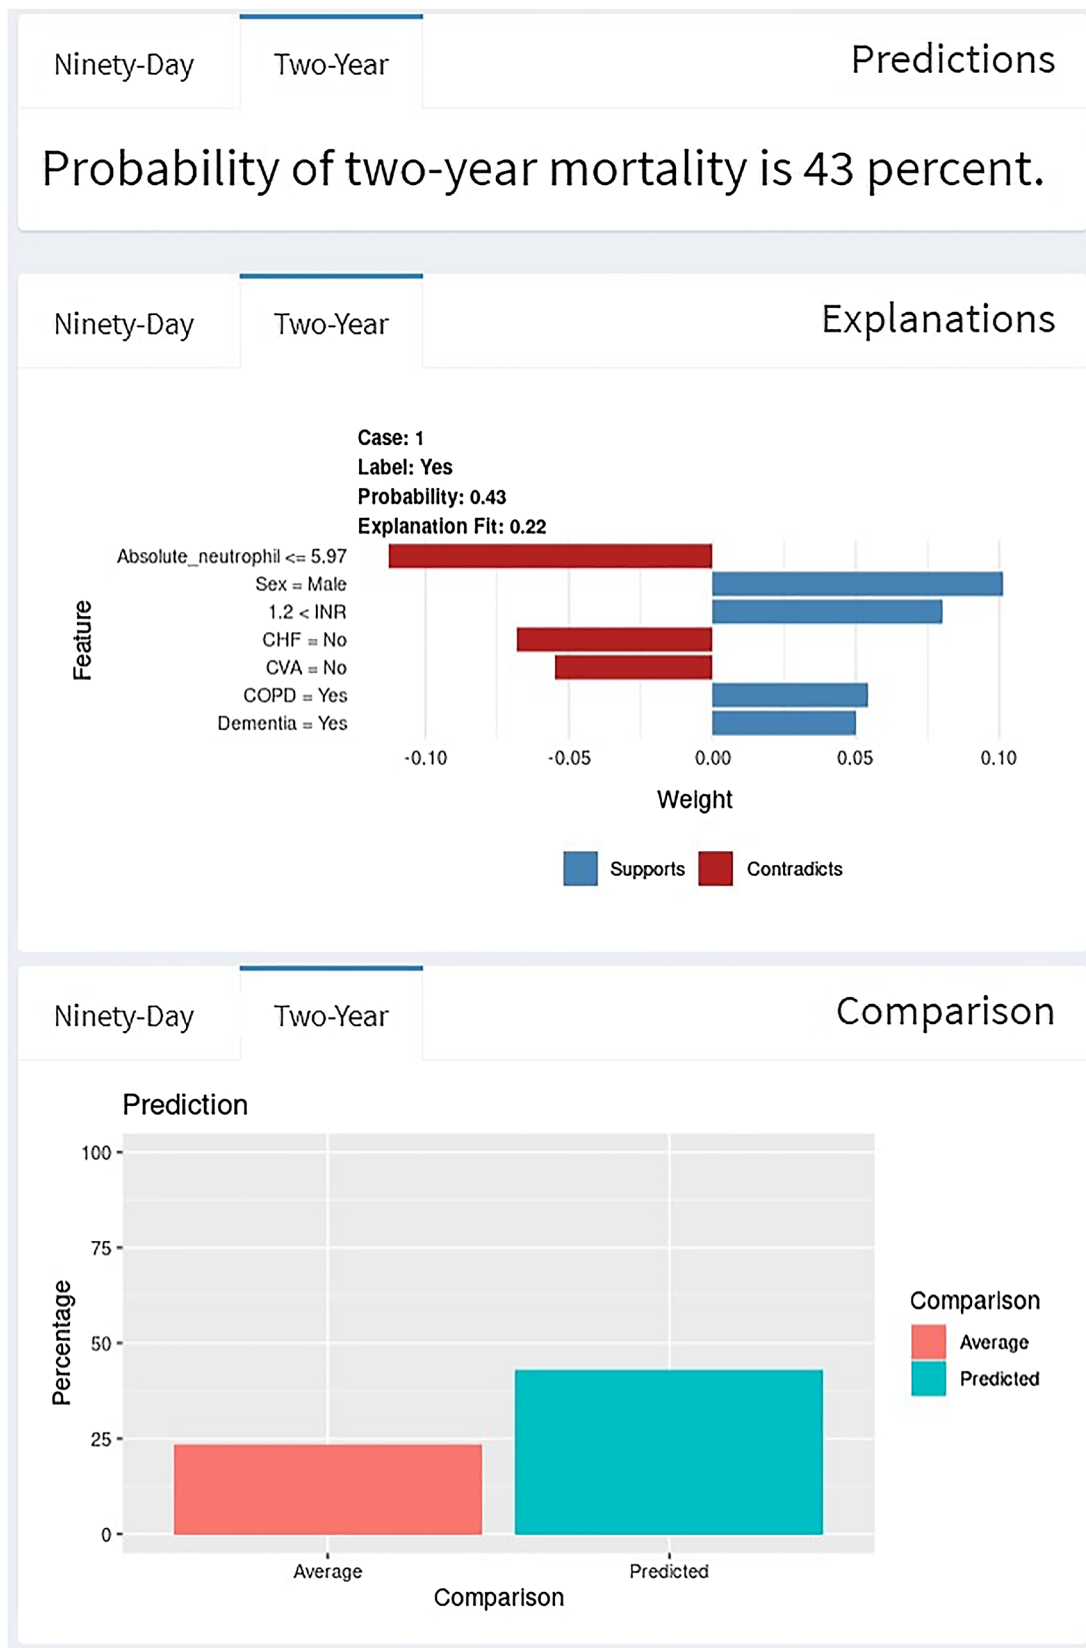 Ninety-Day Two-Year Predictions
Probability of two-year mortality is 43 percent.
Ninety-Day Two-Year Explanations
Case: 1
Label: Yes
Probability: 0.43
Explanation Fit: 0.22
Feature
Absolute_neutrophil <= 5.97
Sex = Male
1.2 < INR
CHF = No
CVA = No
COPD = Yes
Dementia = Yes
-0.10 -0.05 0.00 0.05 0.10
Weight
Supports Contradicts
Ninety-Day Two-Year Comparison
Prediction
Percentage
100
75
50
25
0
Average Predicted
Comparison
Comparison
Average
Predicted